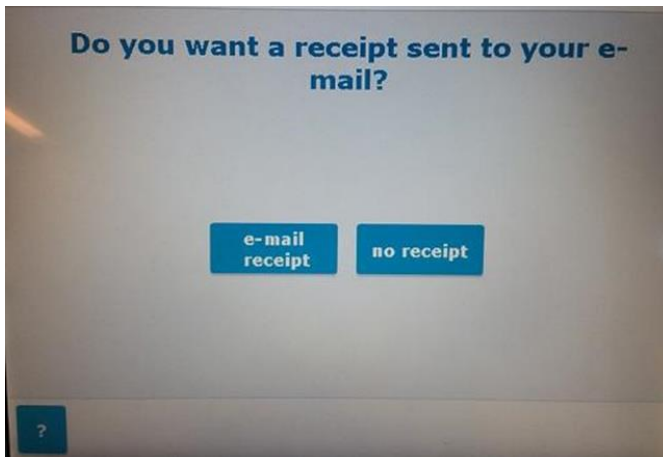 Do you want a receipt sent to your e-
mail?
e-mail
receipt
no receipt
?